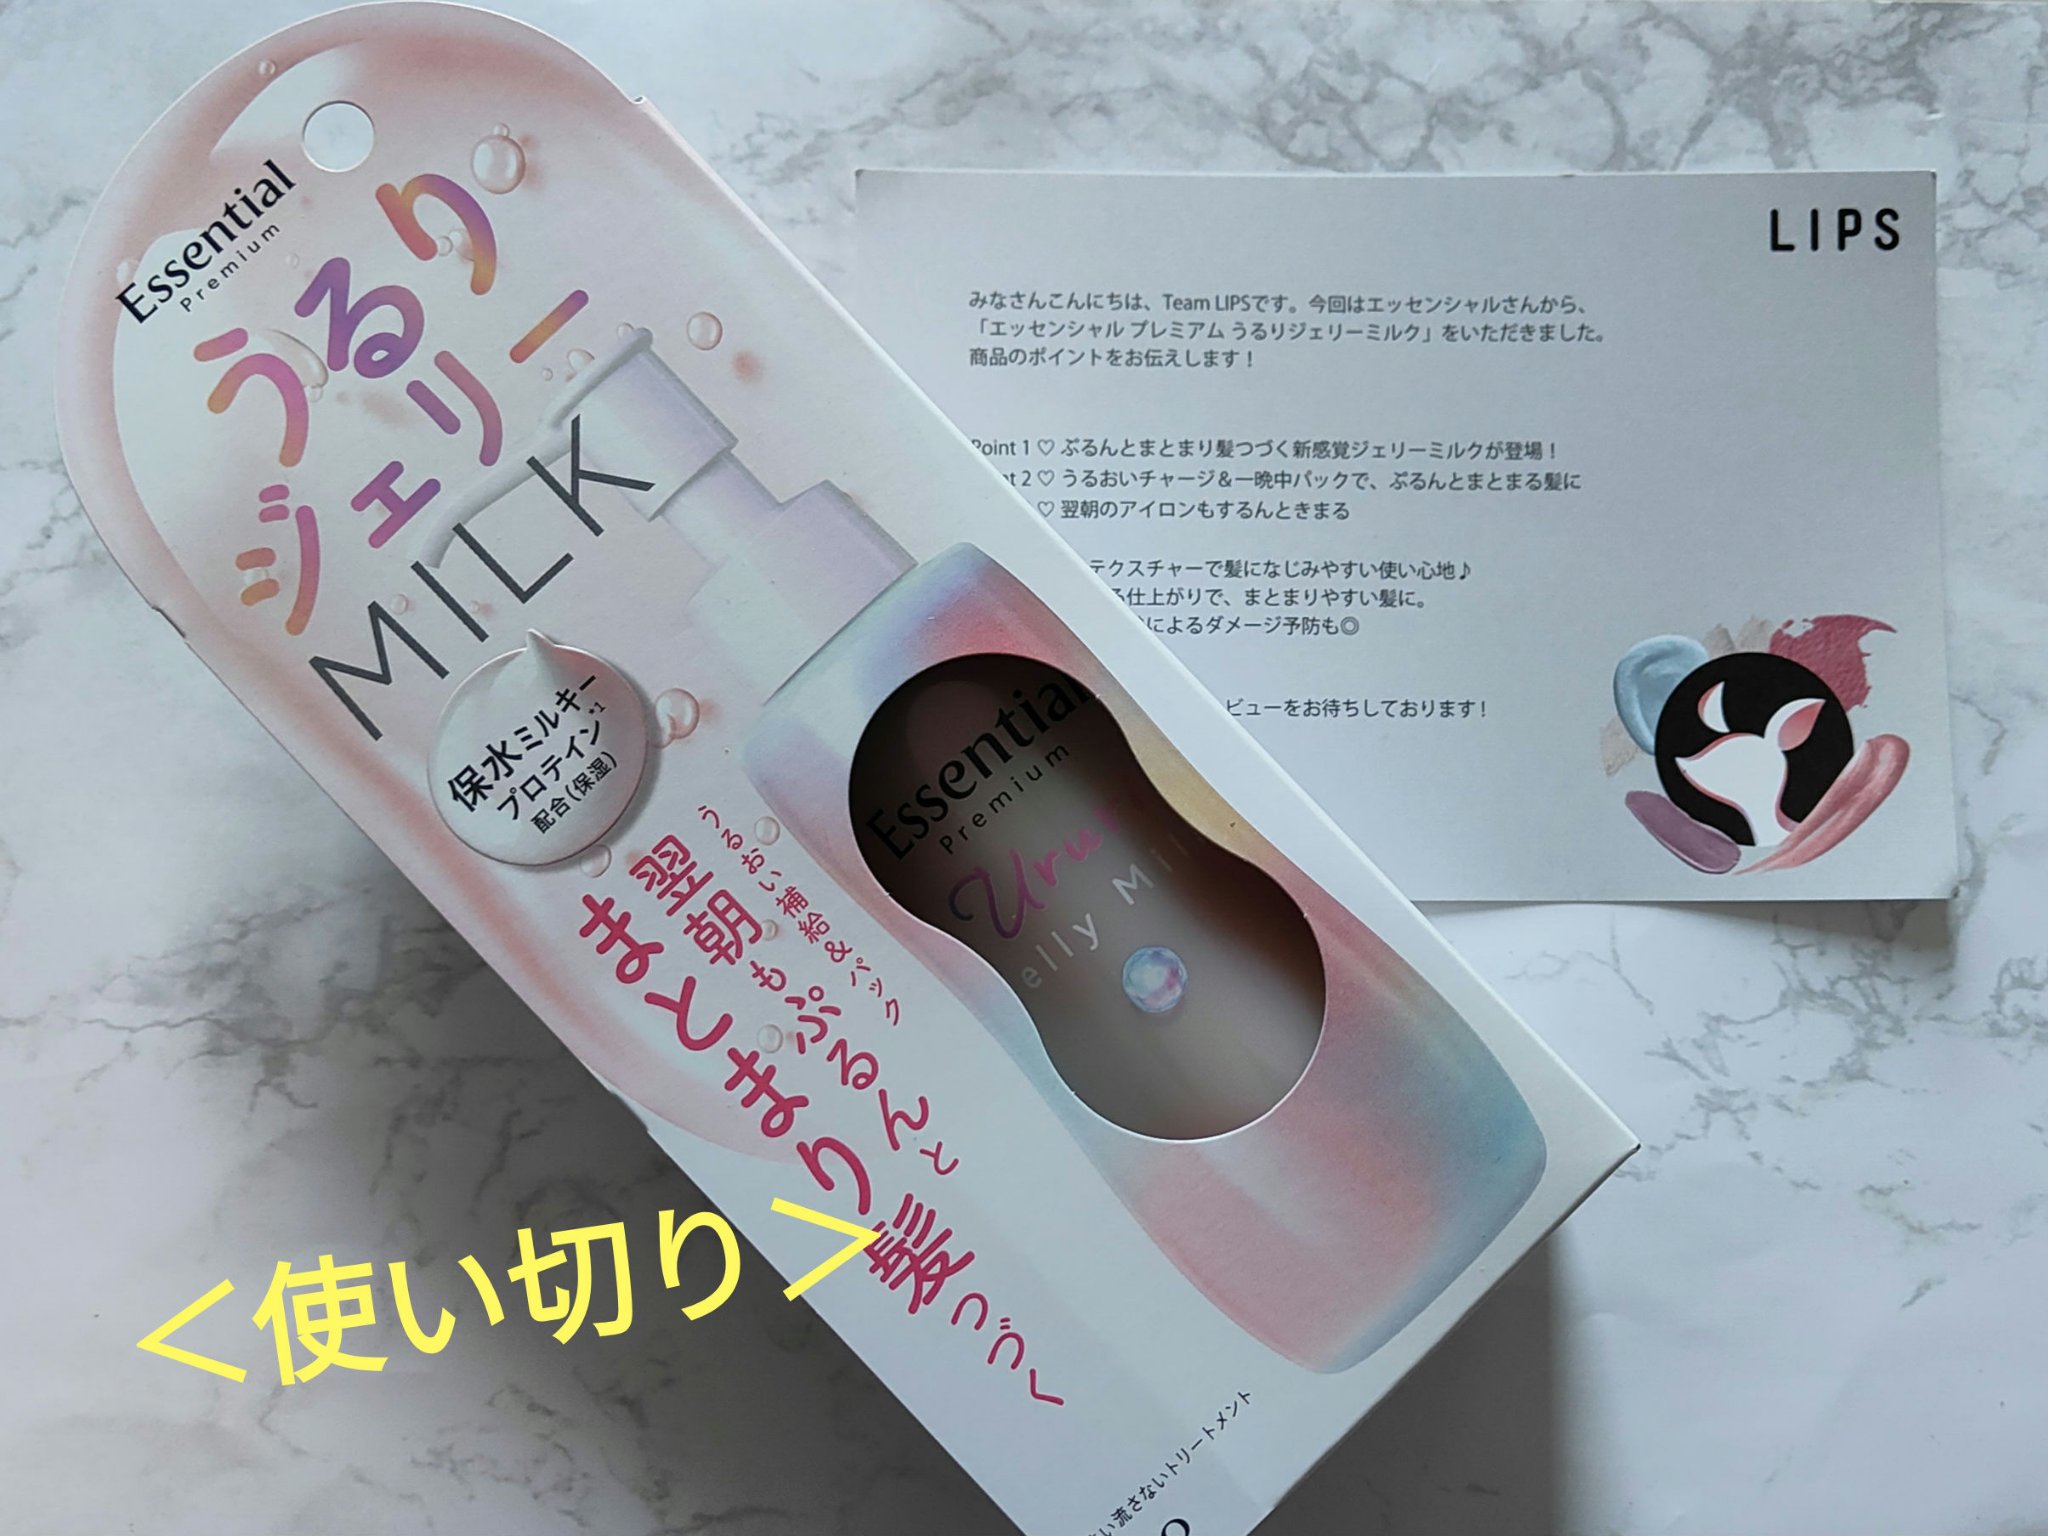 Essential
Premium
うるり
ジェリー
MILK
保水ミルキー
プロテイン*1
配合(保湿)
うるおい補給&パック
翌朝もぷるんと
まとまり髪つづく
Essential
Premium
elly Mil
い流さないトリートメント
LIPS
みなさんこんにちは、Team LIPSです。今回はエッセンシャルさんから、
「エッセンシャル プレミアム うるりジェリーミルク」をいただきました。
商品のポイントをお伝えします!
Point 1 ♡ ぷるんとまとまり髪つづく新感覚ジェリーミルクが登場!
2 ♡ うるおいチャージ&一晩中パックで、ぷるんとまとまる髪に
♡ 翌朝のアイロンもするんときまる
テクスチャーで髪になじみやすい使い心地♪
仕上がりで、まとまりやすい髪に。
によるダメージ予防も◎
ビューをお待ちしております!
<使い切り>